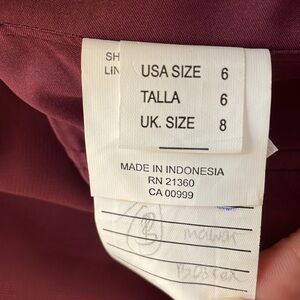 SH
LIN
USA SIZE 6
TALLA 6
UK. SIZE 8
MADE IN INDONESIA
RN 21360
CA 00999